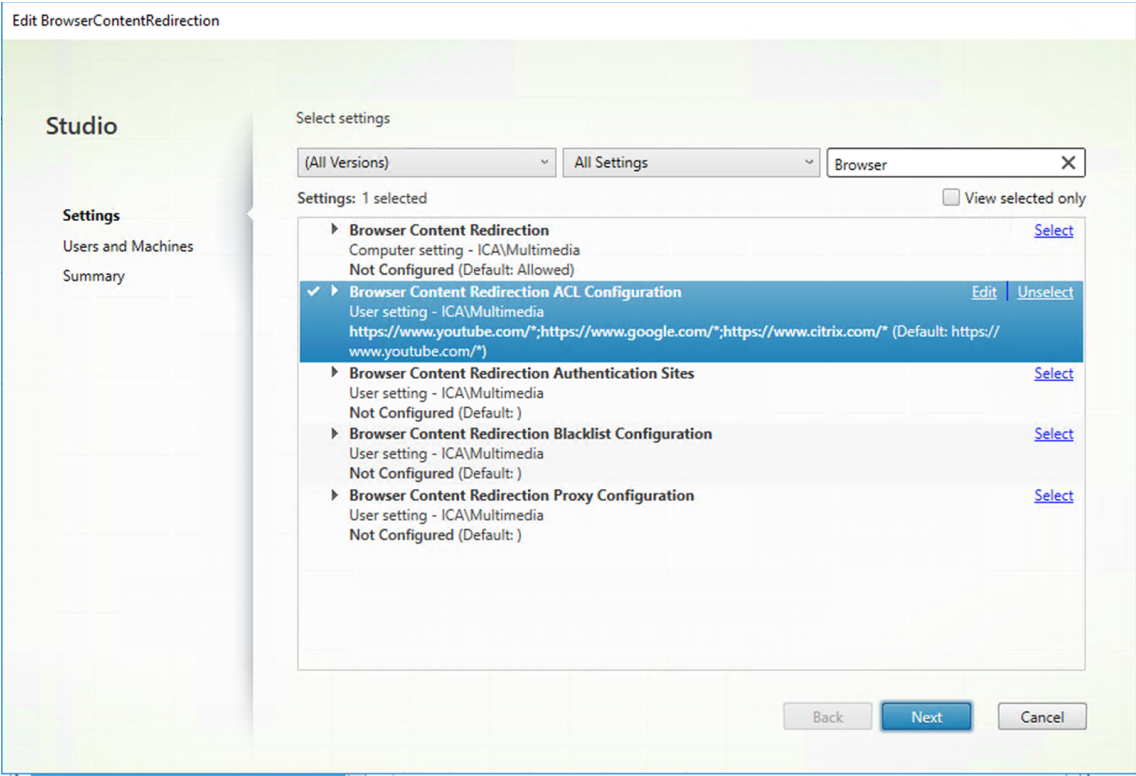 Edit BrowserContentRedirection
Studio
Settings
Users and Machines
Summary
Select settings
(All Versions)
All Settings
Browser
Settings: 1 selected
View selected only
Browser Content Redirection
Select
Computer setting - ICA\Multimedia
Not Configured (Default: Allowed)
Browser Content Redirection ACL Configuration
Edit
Unselect
User setting - ICA\Multimedia
https://www.youtube.com/*;https://www.google.com/*;https://www.citrix.com/* (Default: https://
www.youtube.com/*)
Browser Content Redirection Authentication Sites
Select
User setting - ICA\Multimedia
Not Configured (Default: )
Browser Content Redirection Blacklist Configuration
Select
User setting - ICA\Multimedia
Not Configured (Default: )
Browser Content Redirection Proxy Configuration
Select
User setting - ICA\Multimedia
Not Configured (Default: )
Back
Next
Cancel